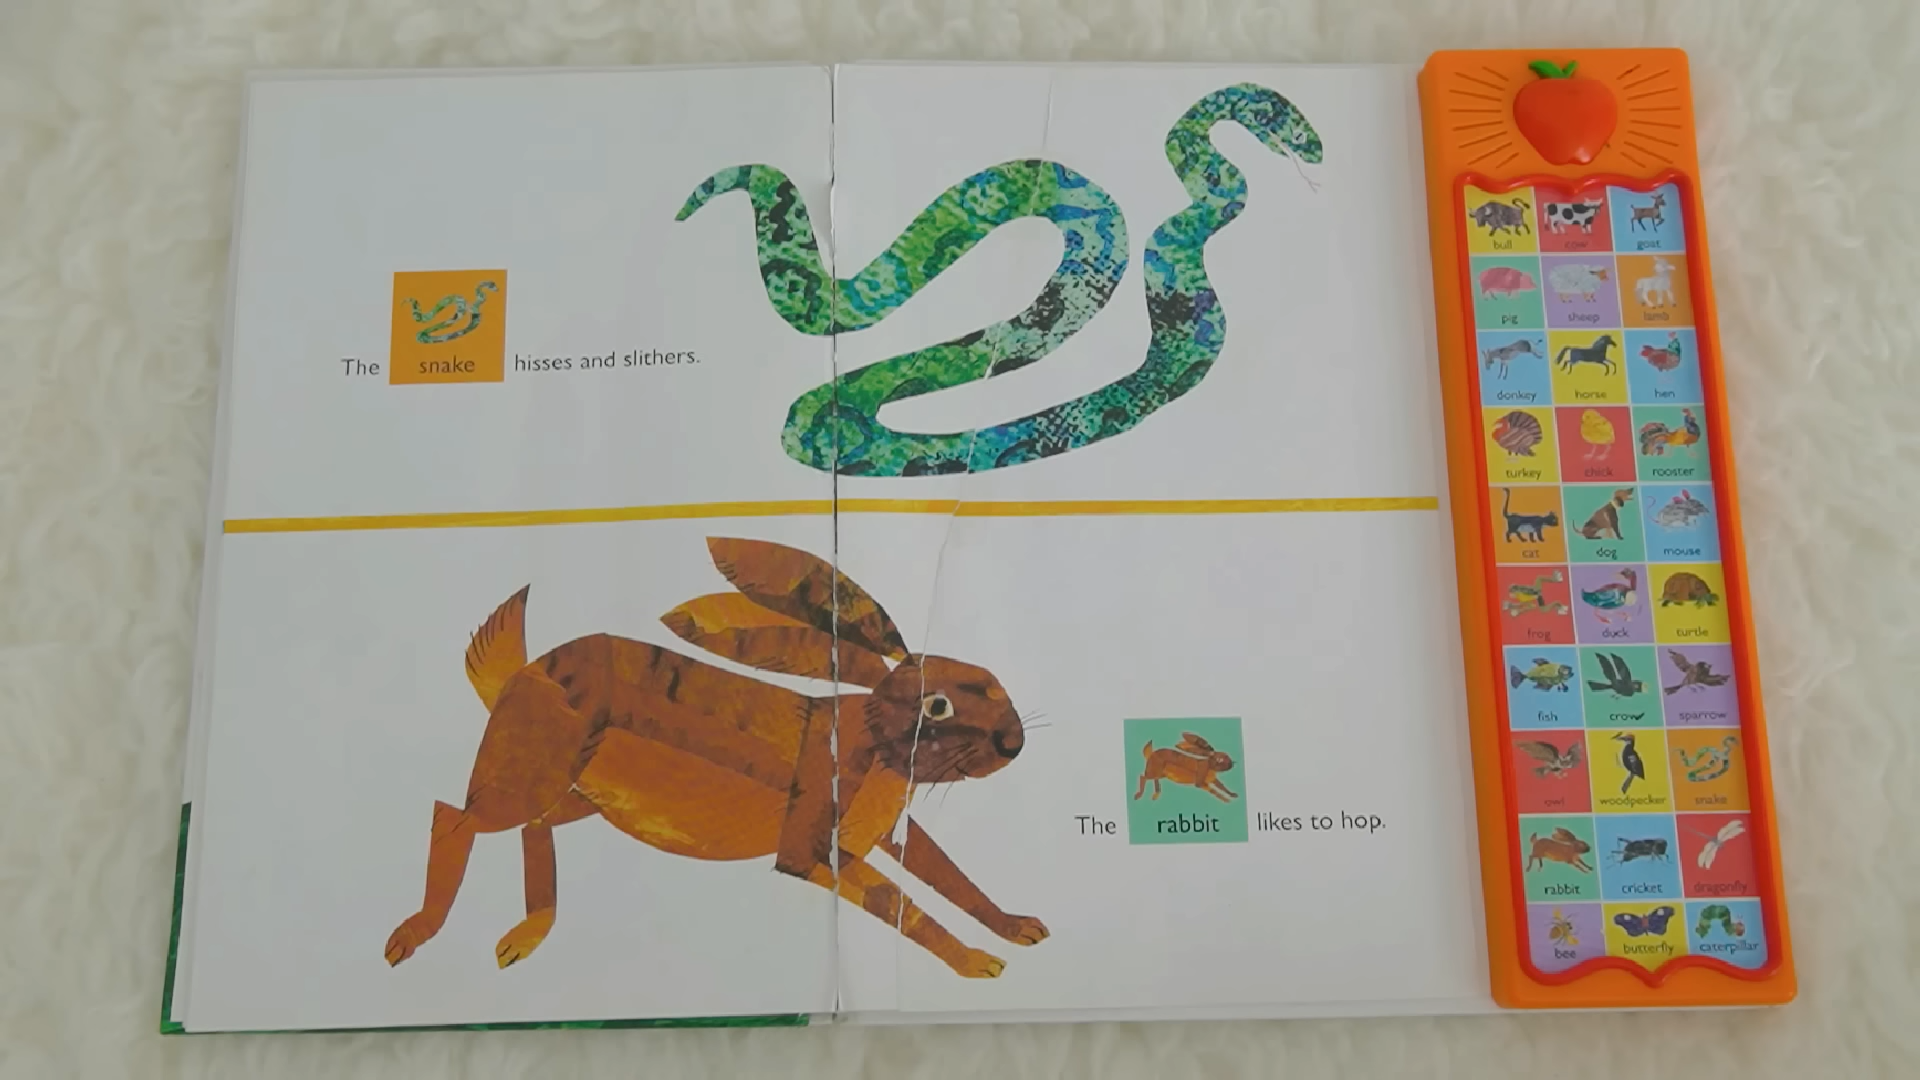 The snake hisses and slithers.
The rabbit likes to hop.
bull cow goat
pig sheep lamb
donkey horse hen
turkey chick rooster
cat dog mouse
frog duck turtle
fish crow sparrow
owl woodpecker snake
rabbit cricket dragonfly
bee butterfly caterpillar